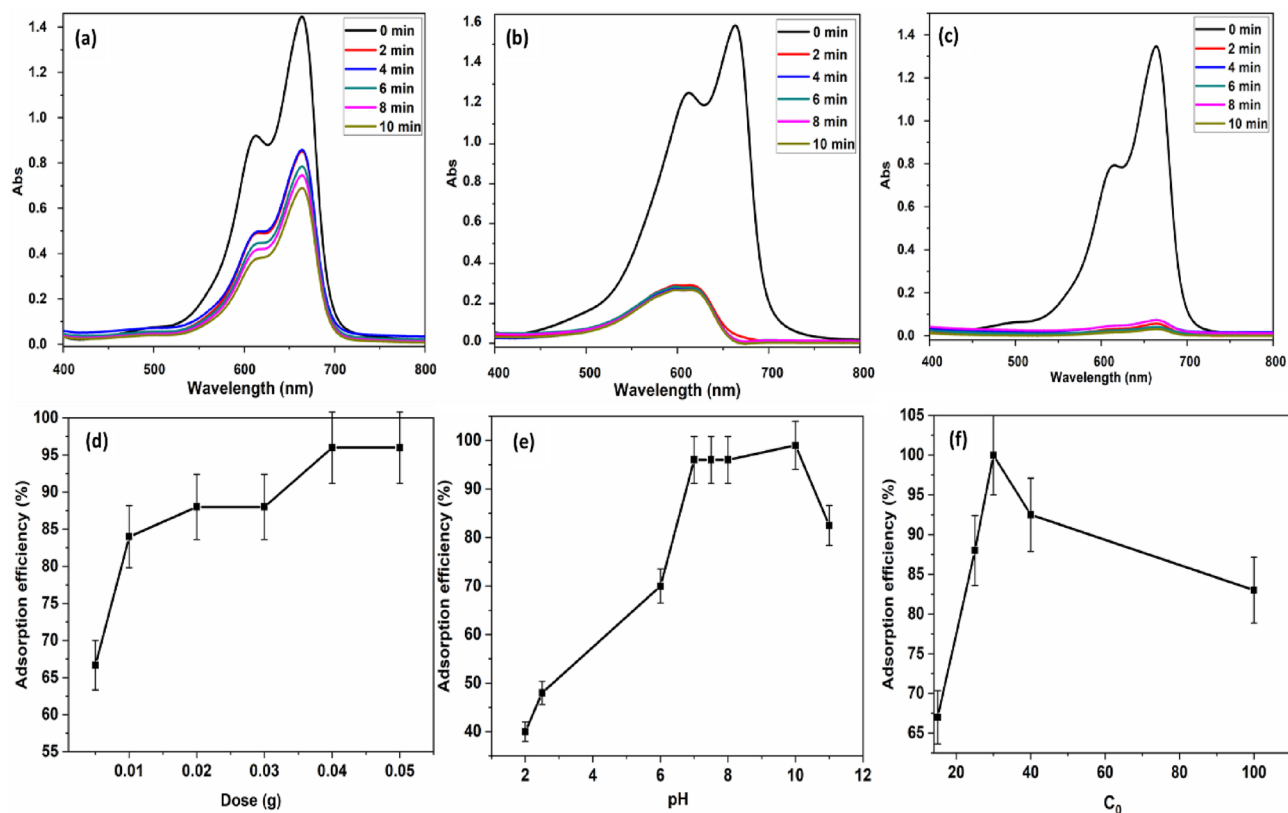 (a)
0 min
2 min
4 min
6 min
8 min
10 min
1.4
1.2
1.0
0.8
0.6
0.4
0.2
0.0
Abs
400 500 600 700 800
Wavelength (nm)
(b)
0 min
2 min
4 min
6 min
8 min
10 min
1.6
1.4
1.2
1.0
0.8
0.6
0.4
0.2
0.0
Abs
400 500 600 700 800
Wavelength (nm)
(c)
0 min
2 min
4 min
6 min
8 min
10 min
1.4
1.2
1.0
0.8
0.6
0.4
0.2
0.0
Abs
400 500 600 700 800
Wavelength (nm)
(d)
100
95
90
85
80
75
70
65
60
55
Adsorption efficiency (%)
0.01 0.02 0.03 0.04 0.05
Dose (g)
(e)
100
90
80
70
60
50
40
Adsorption efficiency (%)
2 4 6 8 10 12
pH
(f)
105
100
95
90
85
80
75
70
65
Adsorption efficiency (%)
20 40 60 80 100
C₀